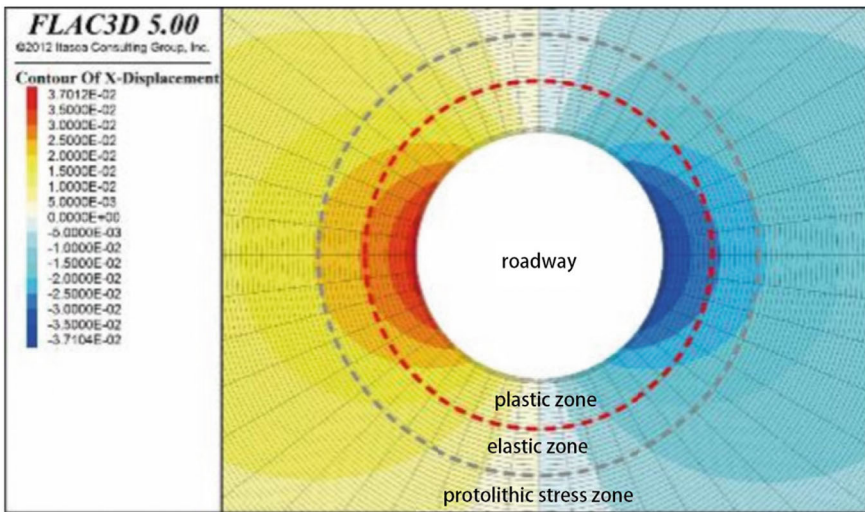 FLAC3D 5.00
©2012 Itasca Consulting Group, Inc.
Contour Of X-Displacement
3.7012E-02
3.5000E-02
3.0000E-02
2.5000E-02
2.0000E-02
1.5000E-02
1.0000E-02
5.0000E-03
0.0000E+00
-5.0000E-03
-1.0000E-02
-1.5000E-02
-2.0000E-02
-2.5000E-02
-3.0000E-02
-3.5000E-02
-3.7104E-02
roadway
plastic zone
elastic zone
protolithic stress zone